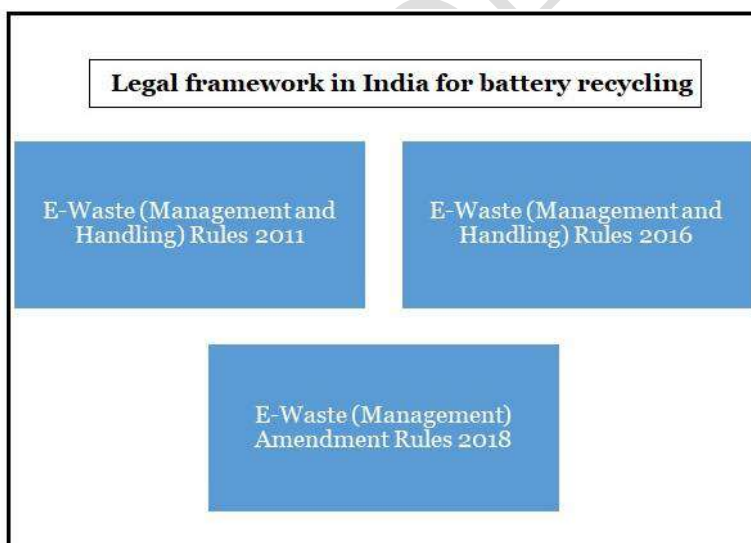 Legal framework in India for battery recycling
E-Waste (Management and
Handling) Rules 2011
E-Waste (Management and
Handling) Rules 2016
E-Waste (Management)
Amendment Rules 2018